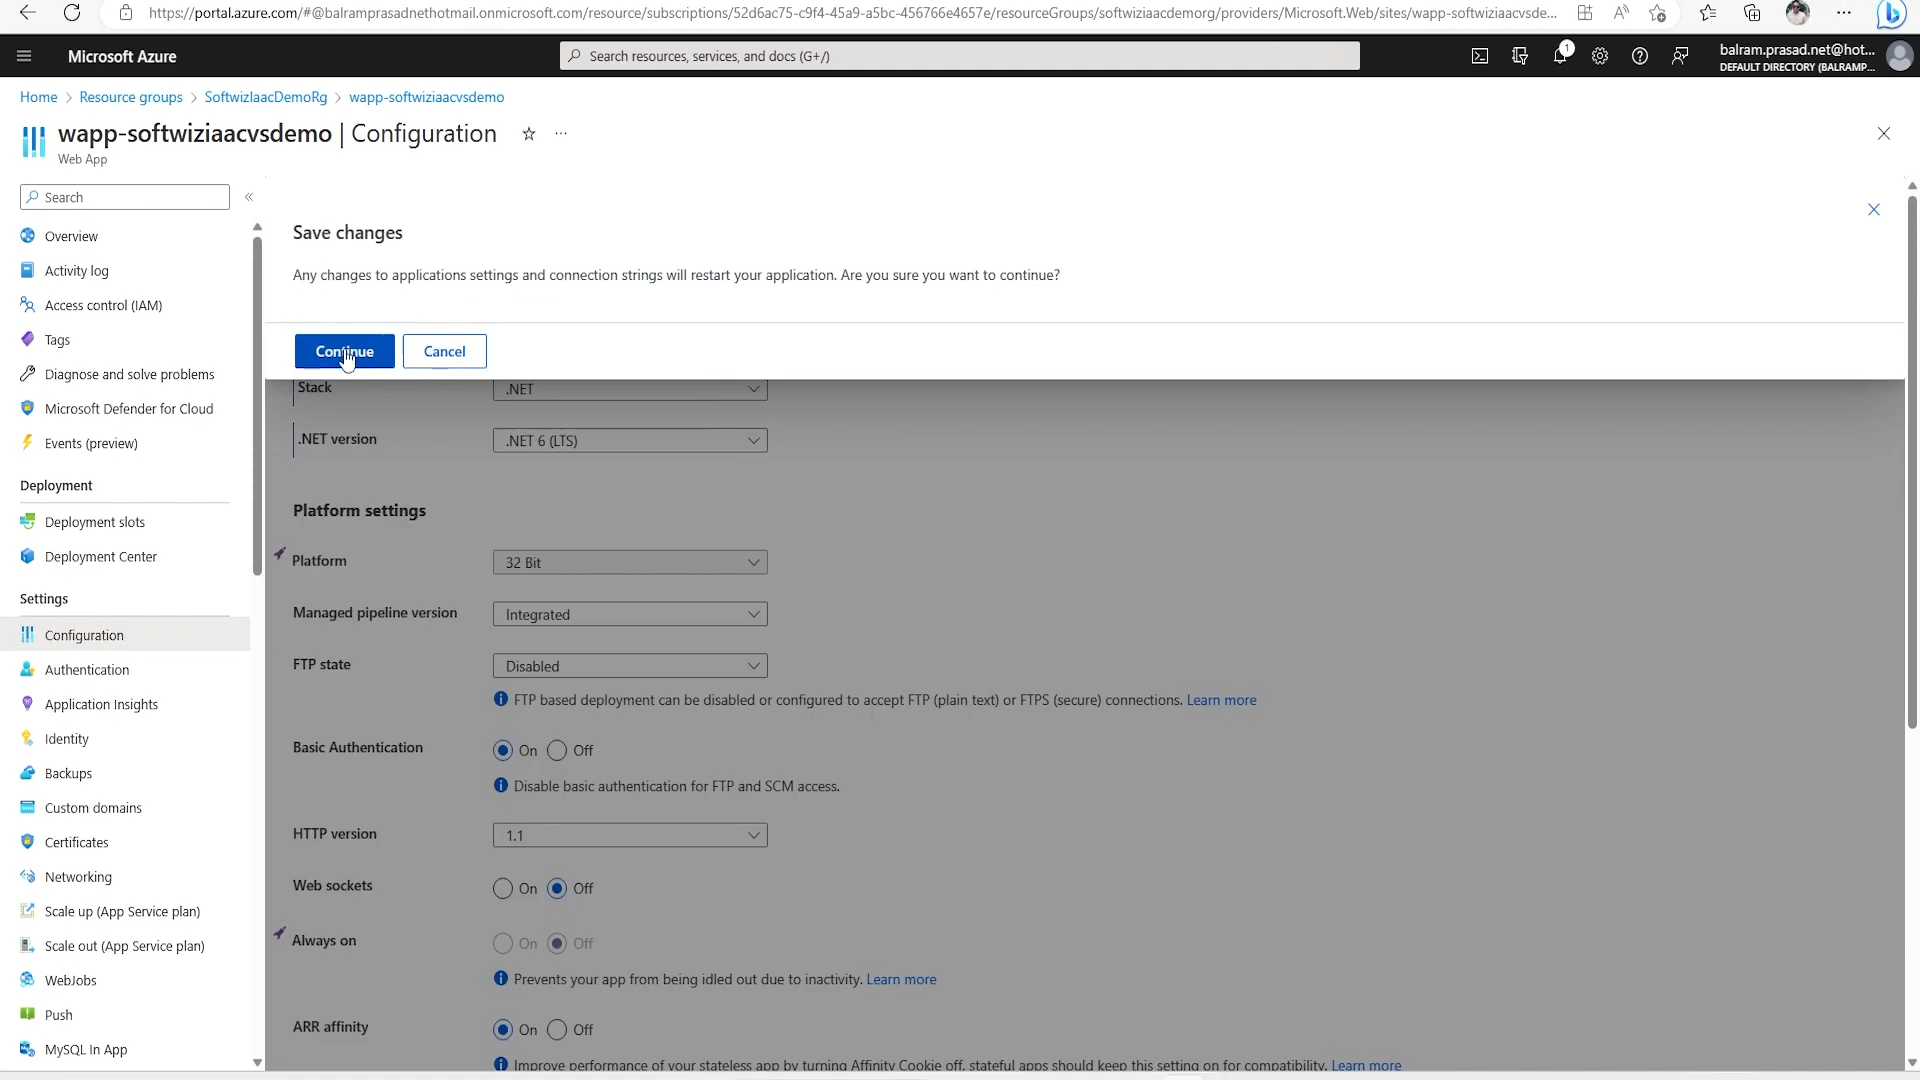 https://portal.azure.com/#@balramprasadnethotmail.onmicrosoft.com/resource/subscriptions/52d6ac75-c9f4-45a9-a5bc-456766e4657e/resourceGroups/softwiziaacdemorg/providers/Microsoft.Web/sites/wapp-softwiziaacvsde...
Microsoft Azure
Search resources, services, and docs (G+/)
1
balram.prasad.net@hot...
DEFAULT DIRECTORY (BALRAMP...
Home > Resource groups > SoftwizIaacDemoRg > wapp-softwiziaacvsdemo
wapp-softwiziaacvsdemo | Configuration
Web App
Search
Overview
Activity log
Access control (IAM)
Tags
Diagnose and solve problems
Microsoft Defender for Cloud
Events (preview)
Deployment
Deployment slots
Deployment Center
Settings
Configuration
Authentication
Application Insights
Identity
Backups
Custom domains
Certificates
Networking
Scale up (App Service plan)
Scale out (App Service plan)
WebJobs
Push
MySQL In App
Save changes
Any changes to applications settings and connection strings will restart your application. Are you sure you want to continue?
Continue Cancel
Stack .NET
.NET version .NET 6 (LTS)
Platform settings
Platform 32 Bit
Managed pipeline version Integrated
FTP state Disabled
FTP based deployment can be disabled or configured to accept FTP (plain text) or FTPS (secure) connections. Learn more
Basic Authentication On Off
Disable basic authentication for FTP and SCM access.
HTTP version 1.1
Web sockets On Off
Always on On Off
Prevents your app from being idled out due to inactivity. Learn more
ARR affinity On Off
Improve performance of your stateless app by turning Affinity Cookie off, stateful apps should keep this setting on for compatibility. Learn more